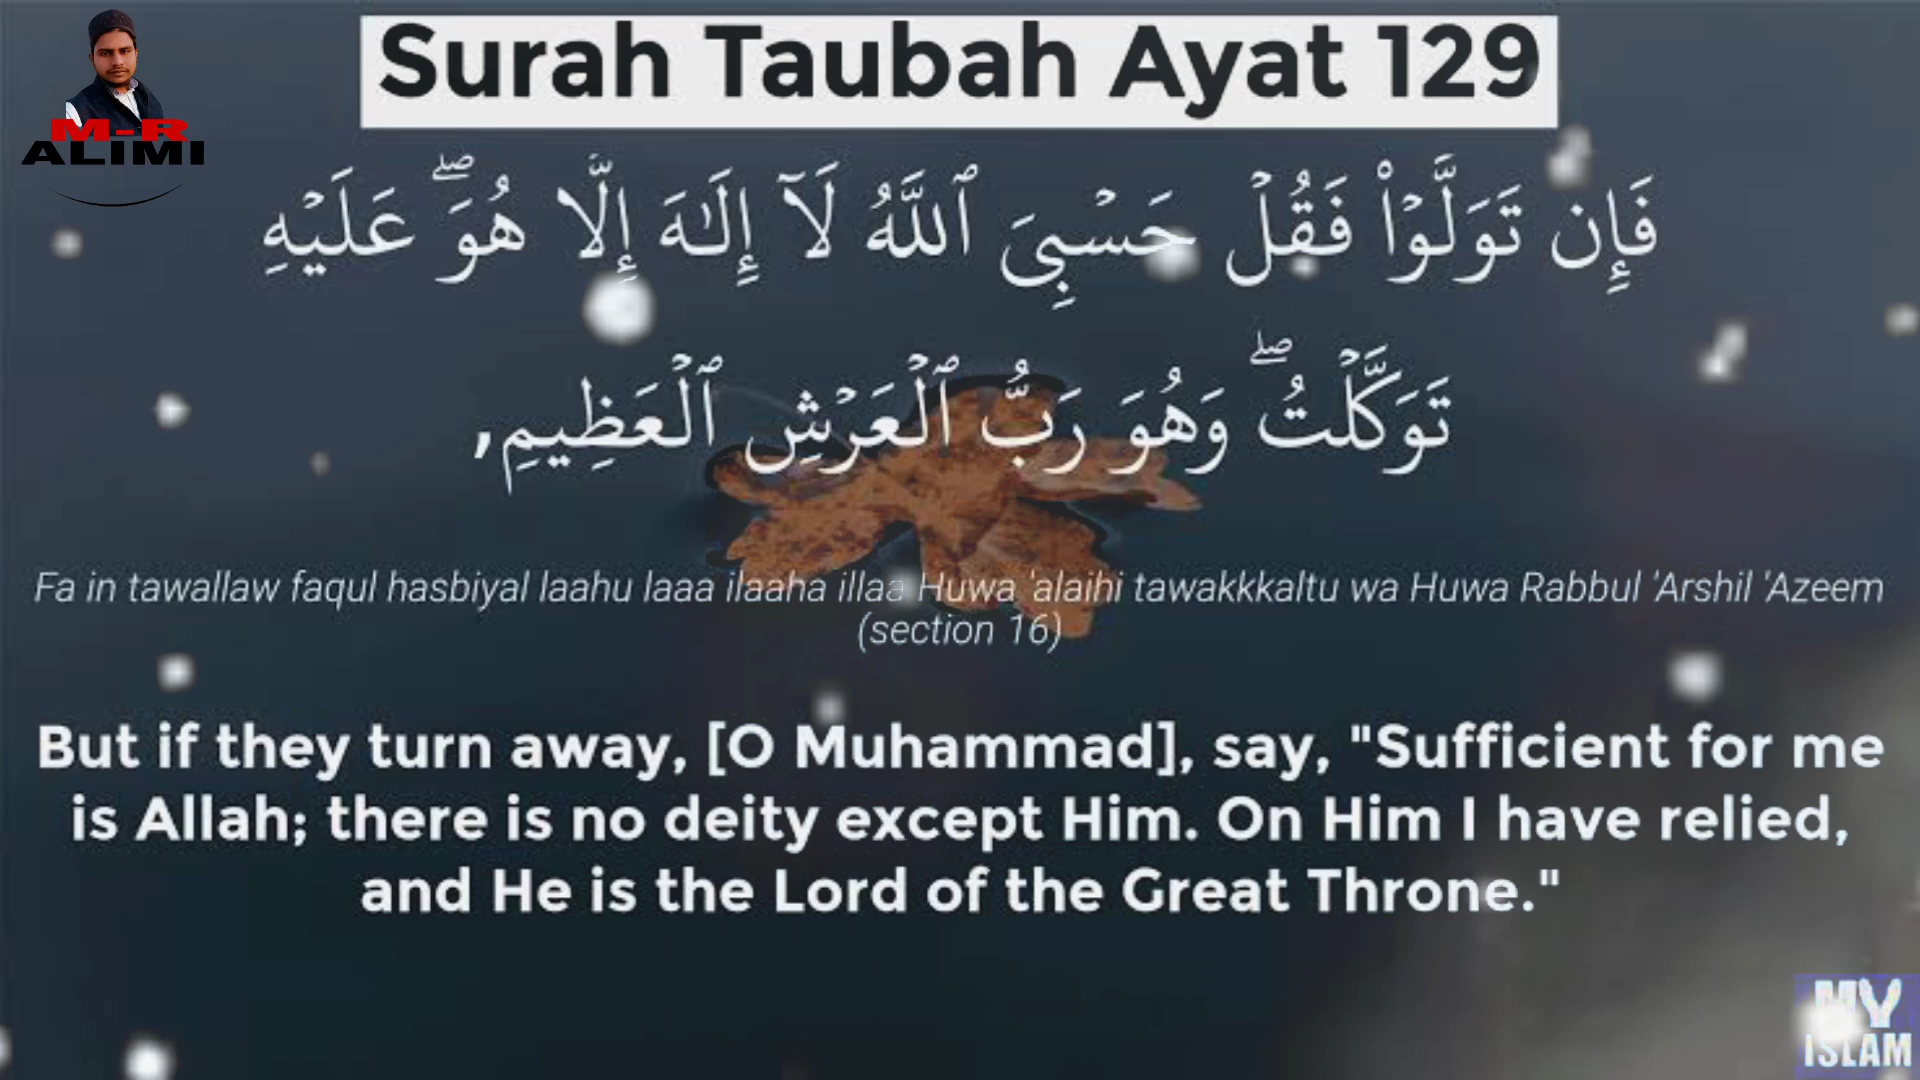 M-R
ALIMI
Surah Taubah Ayat 129
فَإِن تَوَلَّوْا۟ فَقُلْ حَسْبِىَ ٱللَّهُ لَآ إِلَـٰهَ إِلَّا هُوَ ۖ عَلَيْهِ
تَوَكَّلْتُ ۖ وَهُوَ رَبُّ ٱلْعَرْشِ ٱلْعَظِيمِ,
Fa in tawallaw faqul hasbiyal laahu laaa ilaaha illaa Huwa 'alaihi tawakkkaltu wa Huwa Rabbul 'Arshil 'Azeem
(section 16)
But if they turn away, [O Muhammad], say, "Sufficient for me
is Allah; there is no deity except Him. On Him I have relied,
and He is the Lord of the Great Throne."
MY
ISLAM